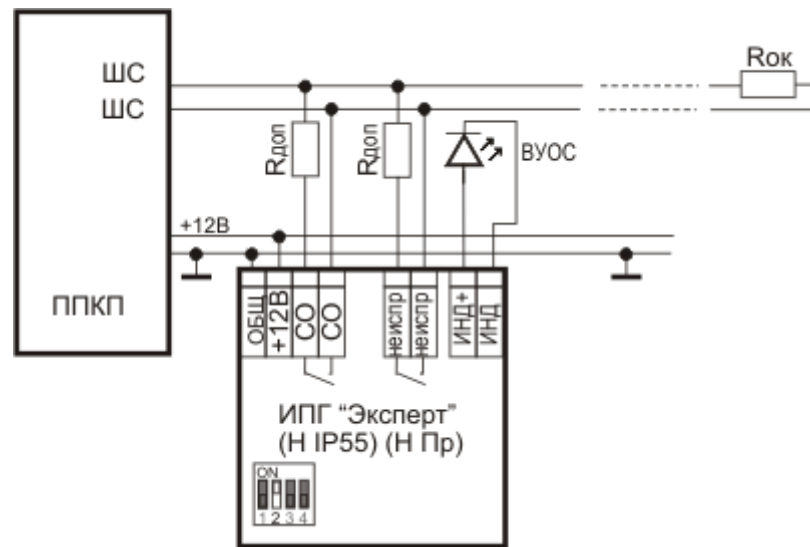 ШС
ШС
Rок
Rдоп
Rдоп
ВУОС
+12В
ППКП
ОБЩ
+12В
СО
СО
неиспр
неиспр
ИНД+
ИНД
ИПГ “Эксперт”
(Н IP55) (Н Пр)
ON
1 2 3 4